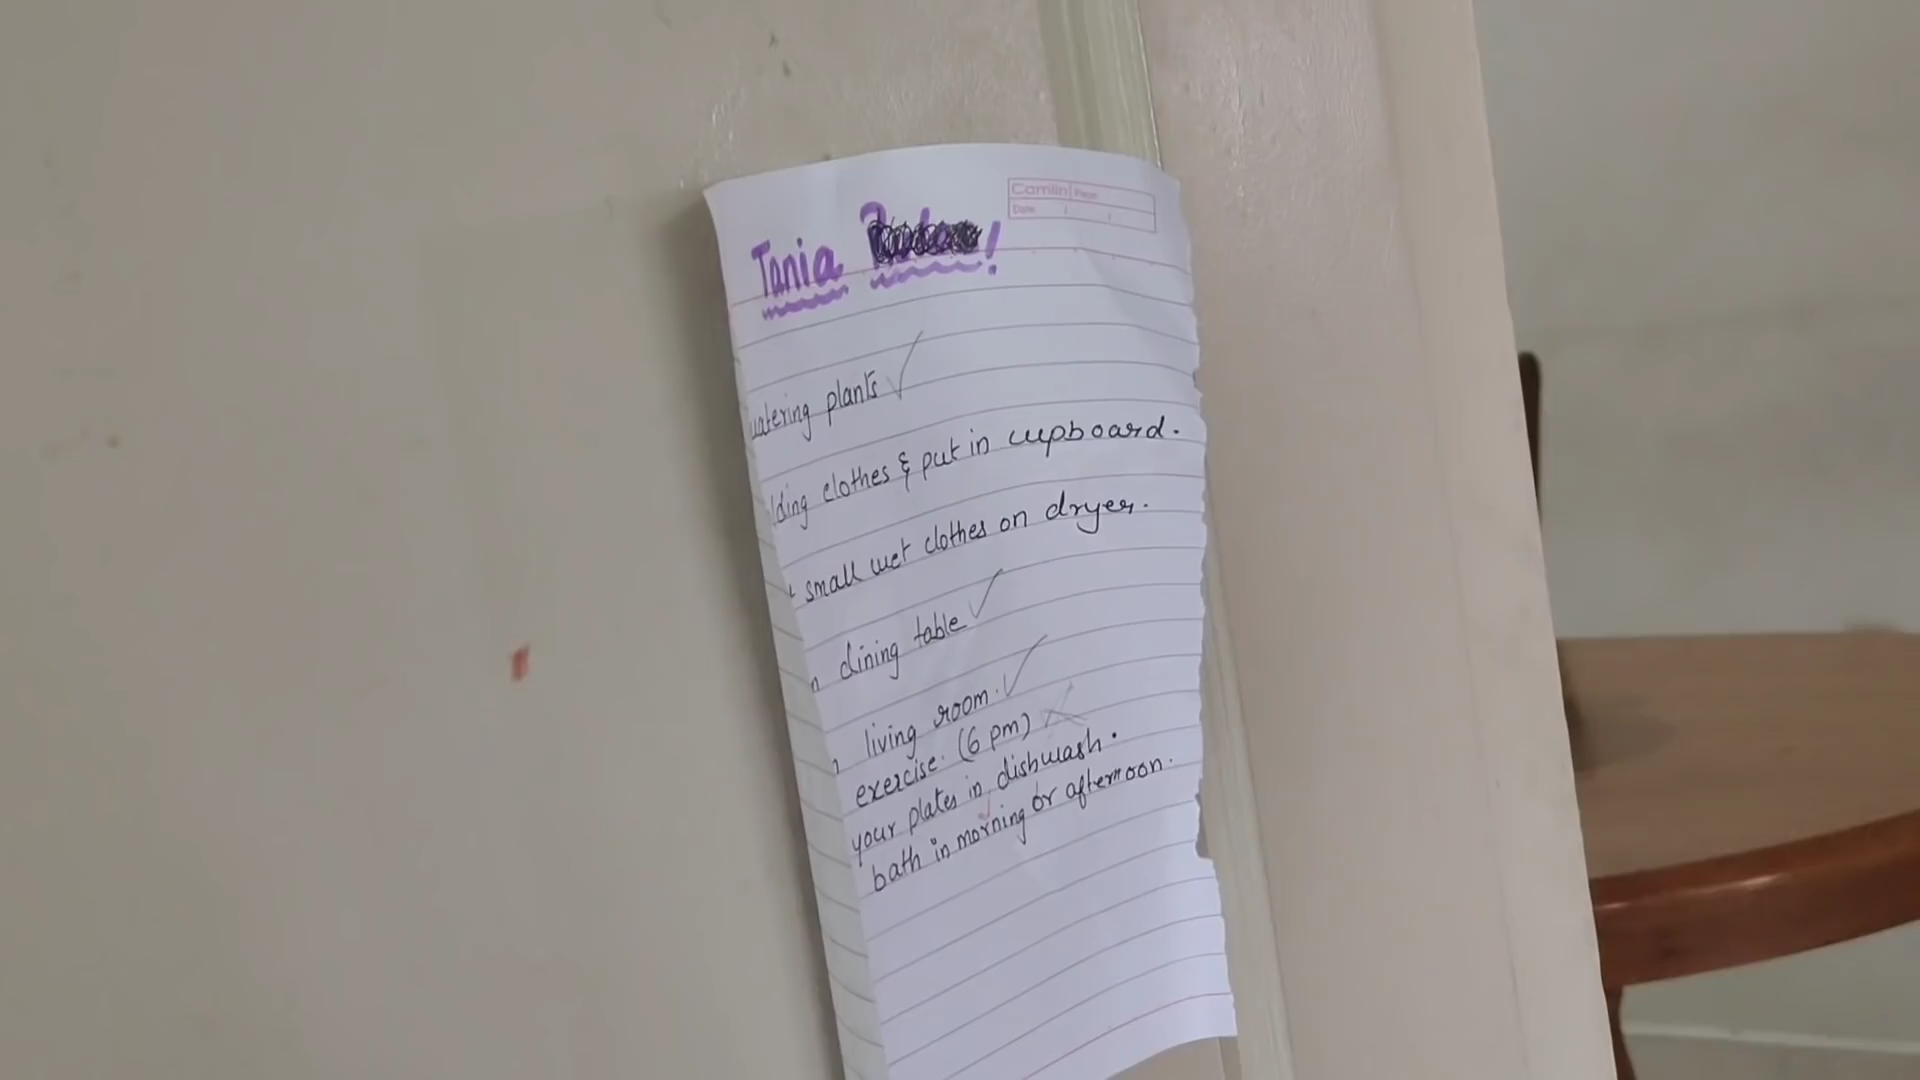 Camlin Page
Date / /
Tania !
watering plants ✓
lding clothes & put in cupboard.
small wet clothes on dryer.
dining table ✓
living room. ✓
exercise. (6 pm) X
your plates in dishwash.
bath in morning or afternoon.